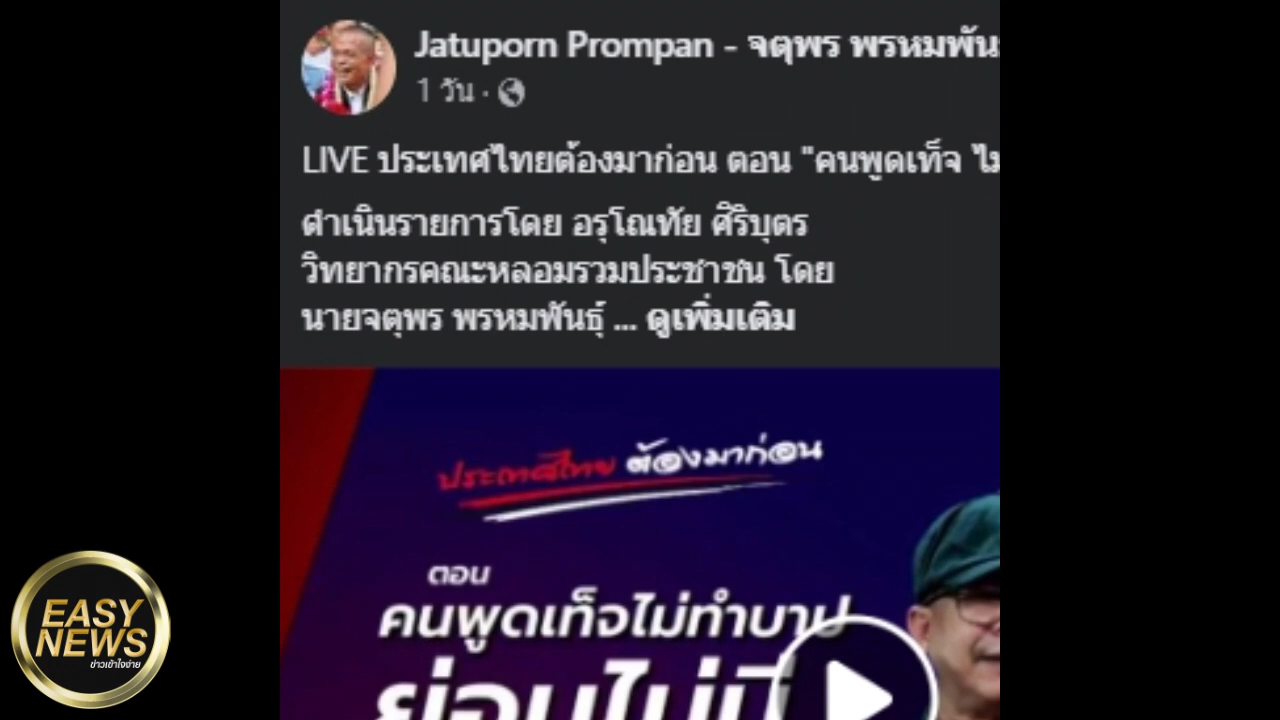 Jatuporn Prompan - จตุพร พรหมพัน
1 วัน ·
LIVE ประเทศไทยต้องมาก่อน ตอน "คนพูดเท็จ ไม
ดำเนินรายการโดย อรุโณทัย ศิริบุตร
วิทยากรคณะหลอมรวมประชาชน โดย
นายจตุพร พรหมพันธุ์ ... ดูเพิ่มเติม
ประเทศไทย ต้องมาก่อน
ตอน
คนพูดเท็จไม่ทำบาป
ย่อมไม่มี
EASY
NEWS
ข่าวเข้าใจง่าย